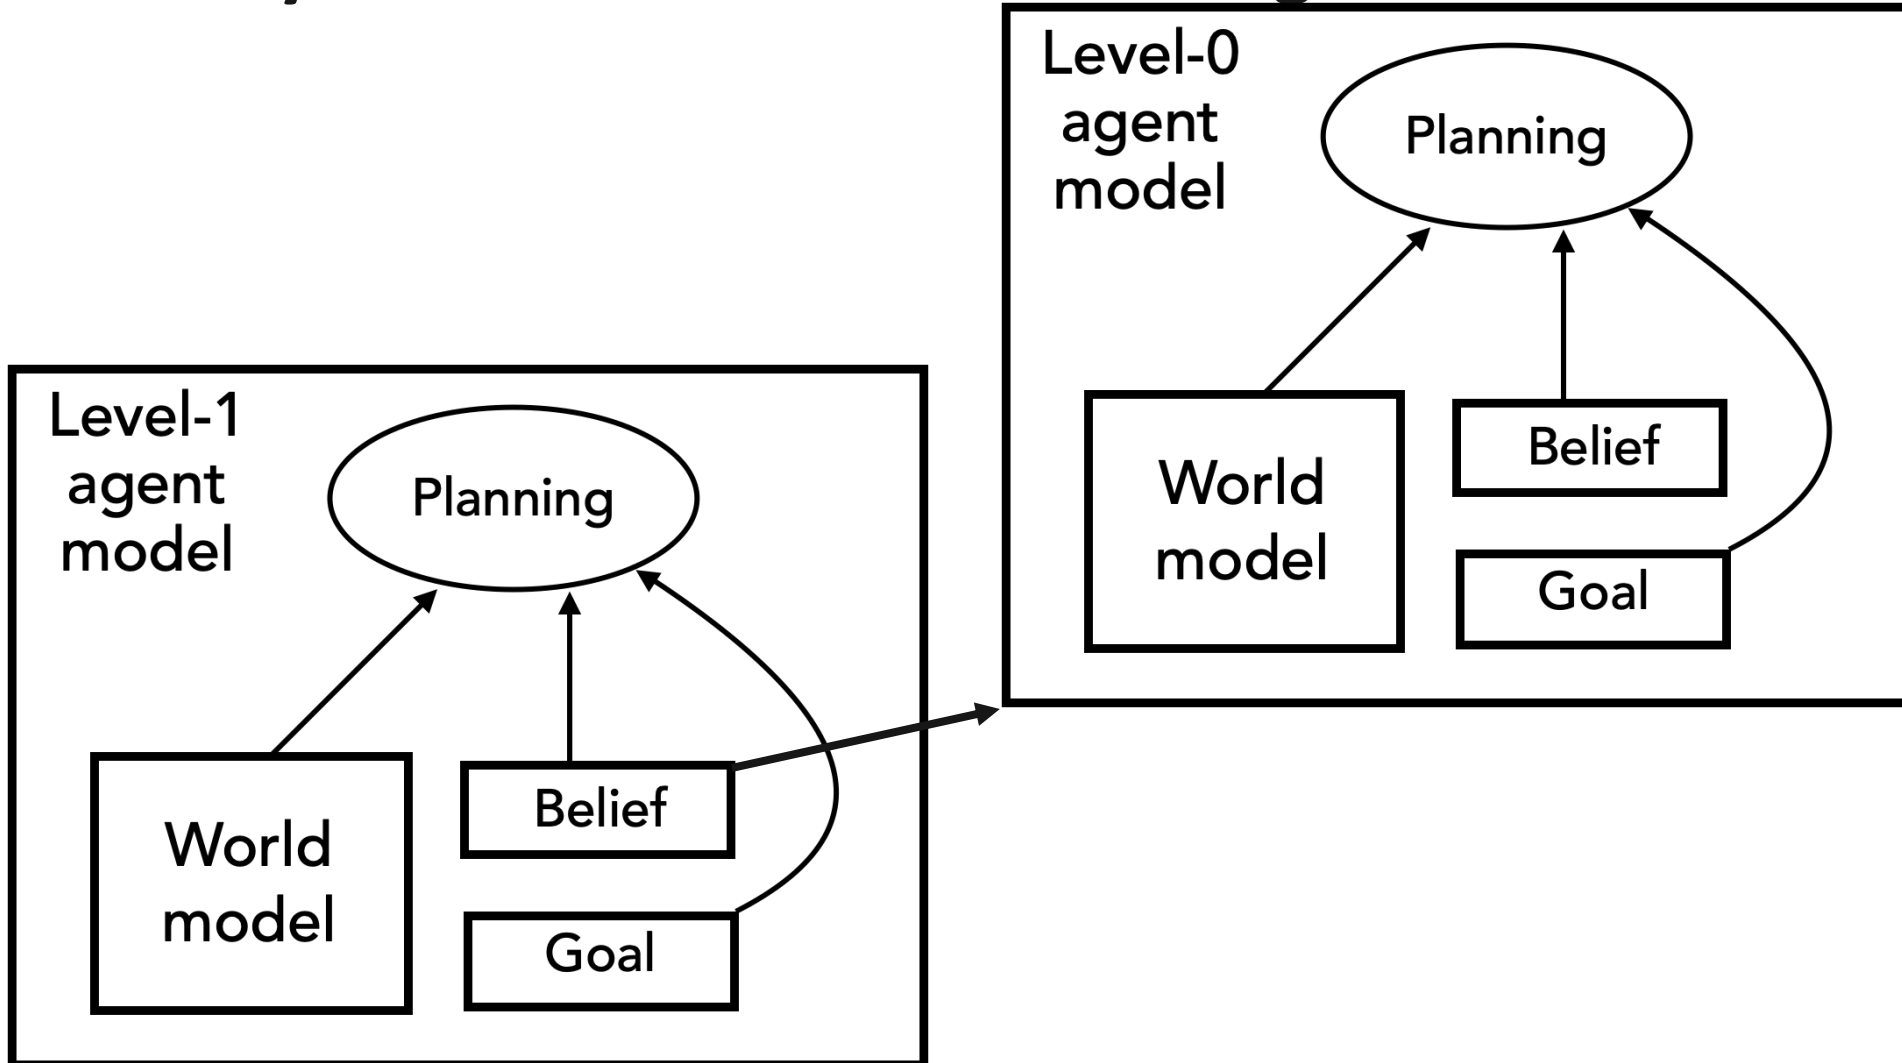 Level-0
agent
model
Planning
World
model
Belief
Goal
Level-1
agent
model
Planning
World
model
Belief
Goal